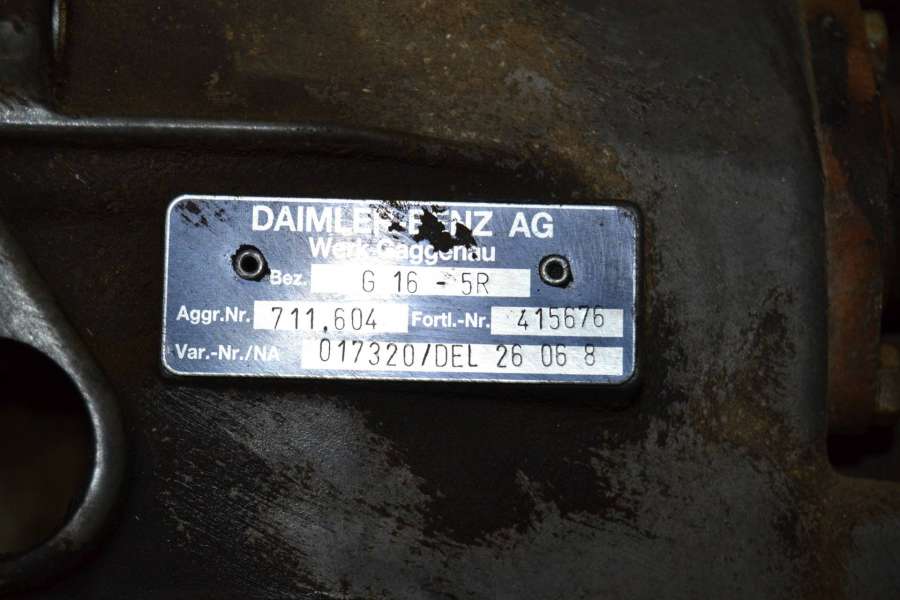 DAIMLER-BENZ AG
Werk Gaggenau
Bez. G 16 - 5R
Aggr.Nr. 711.604 Fortl.-Nr. 415676
Var.-Nr./NA 017320/DEL 26 06 8